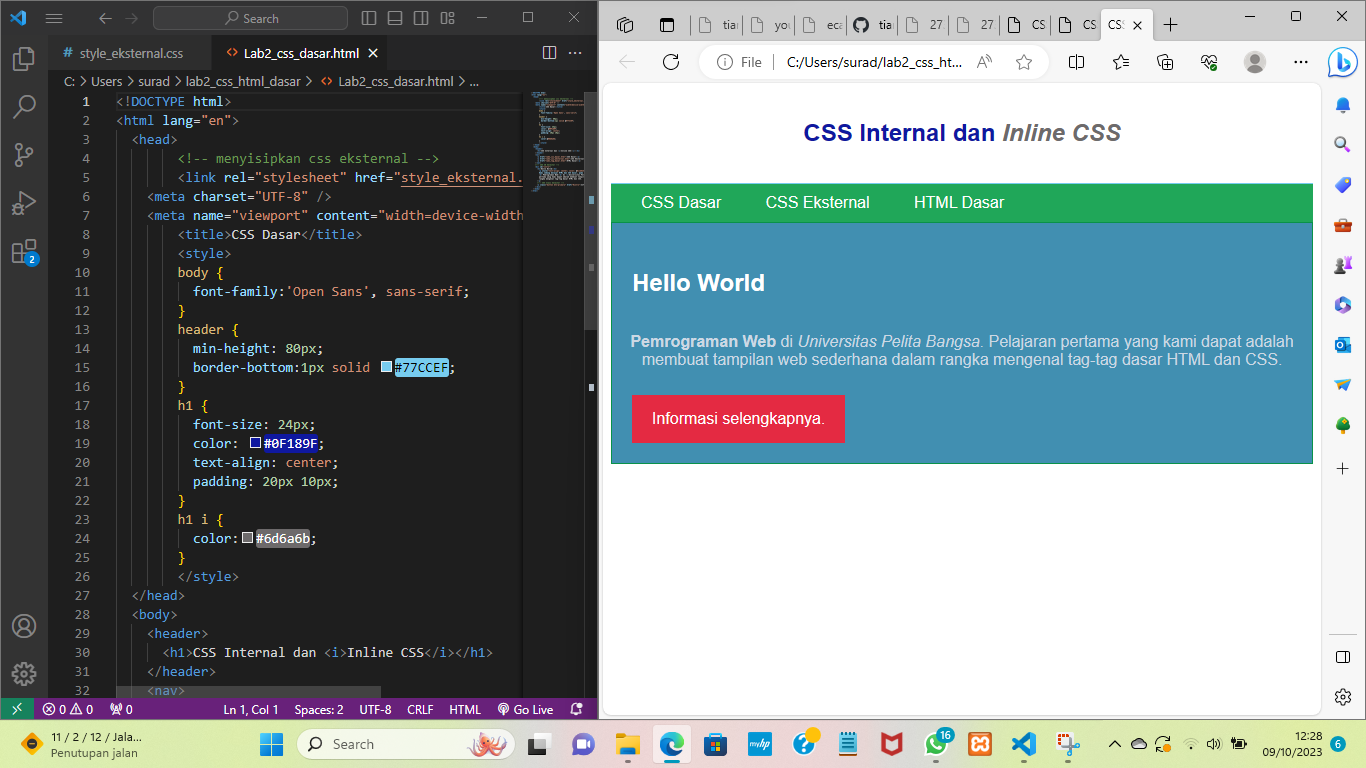 Search
style_eksternal.css
Lab2_css_dasar.html
C: > Users > surad > lab2_css_html_dasar > Lab2_css_dasar.html > ...
1 <!DOCTYPE html>
2 <html lang="en">
3 <head>
4 <!-- menyisipkan css eksternal -->
5 <link rel="stylesheet" href="style_eksternal.
6 <meta charset="UTF-8" />
7 <meta name="viewport" content="width=device-width
8 <title>CSS Dasar</title>
9 <style>
10 body {
11 font-family:'Open Sans', sans-serif;
12 }
13 header {
14 min-height: 80px;
15 border-bottom:1px solid #77CCEF;
16 }
17 h1 {
18 font-size: 24px;
19 color: #0F189F;
20 text-align: center;
21 padding: 20px 10px;
22 }
23 h1 i {
24 color:#6d6a6b;
25 }
26 </style>
27 </head>
28 <body>
29 <header>
30 <h1>CSS Internal dan <i>Inline CSS</i></h1>
31 </header>
32 <nav>
2
0 0 0
Ln 1, Col 1 Spaces: 2 UTF-8 CRLF HTML Go Live
tiar you eca tiar 27 27 CS CS CS
File C:/Users/surad/lab2_css_ht...
CSS Internal dan Inline CSS
CSS Dasar CSS Eksternal HTML Dasar
Hello World
Pemrograman Web di Universitas Pelita Bangsa. Pelajaran pertama yang kami dapat adalah
membuat tampilan web sederhana dalam rangka mengenal tag-tag dasar HTML dan CSS.
Informasi selengkapnya.
11 / 2 / 12 / Jala...
Penutupan jalan
Search
myhp
16
12:28
09/10/2023
6